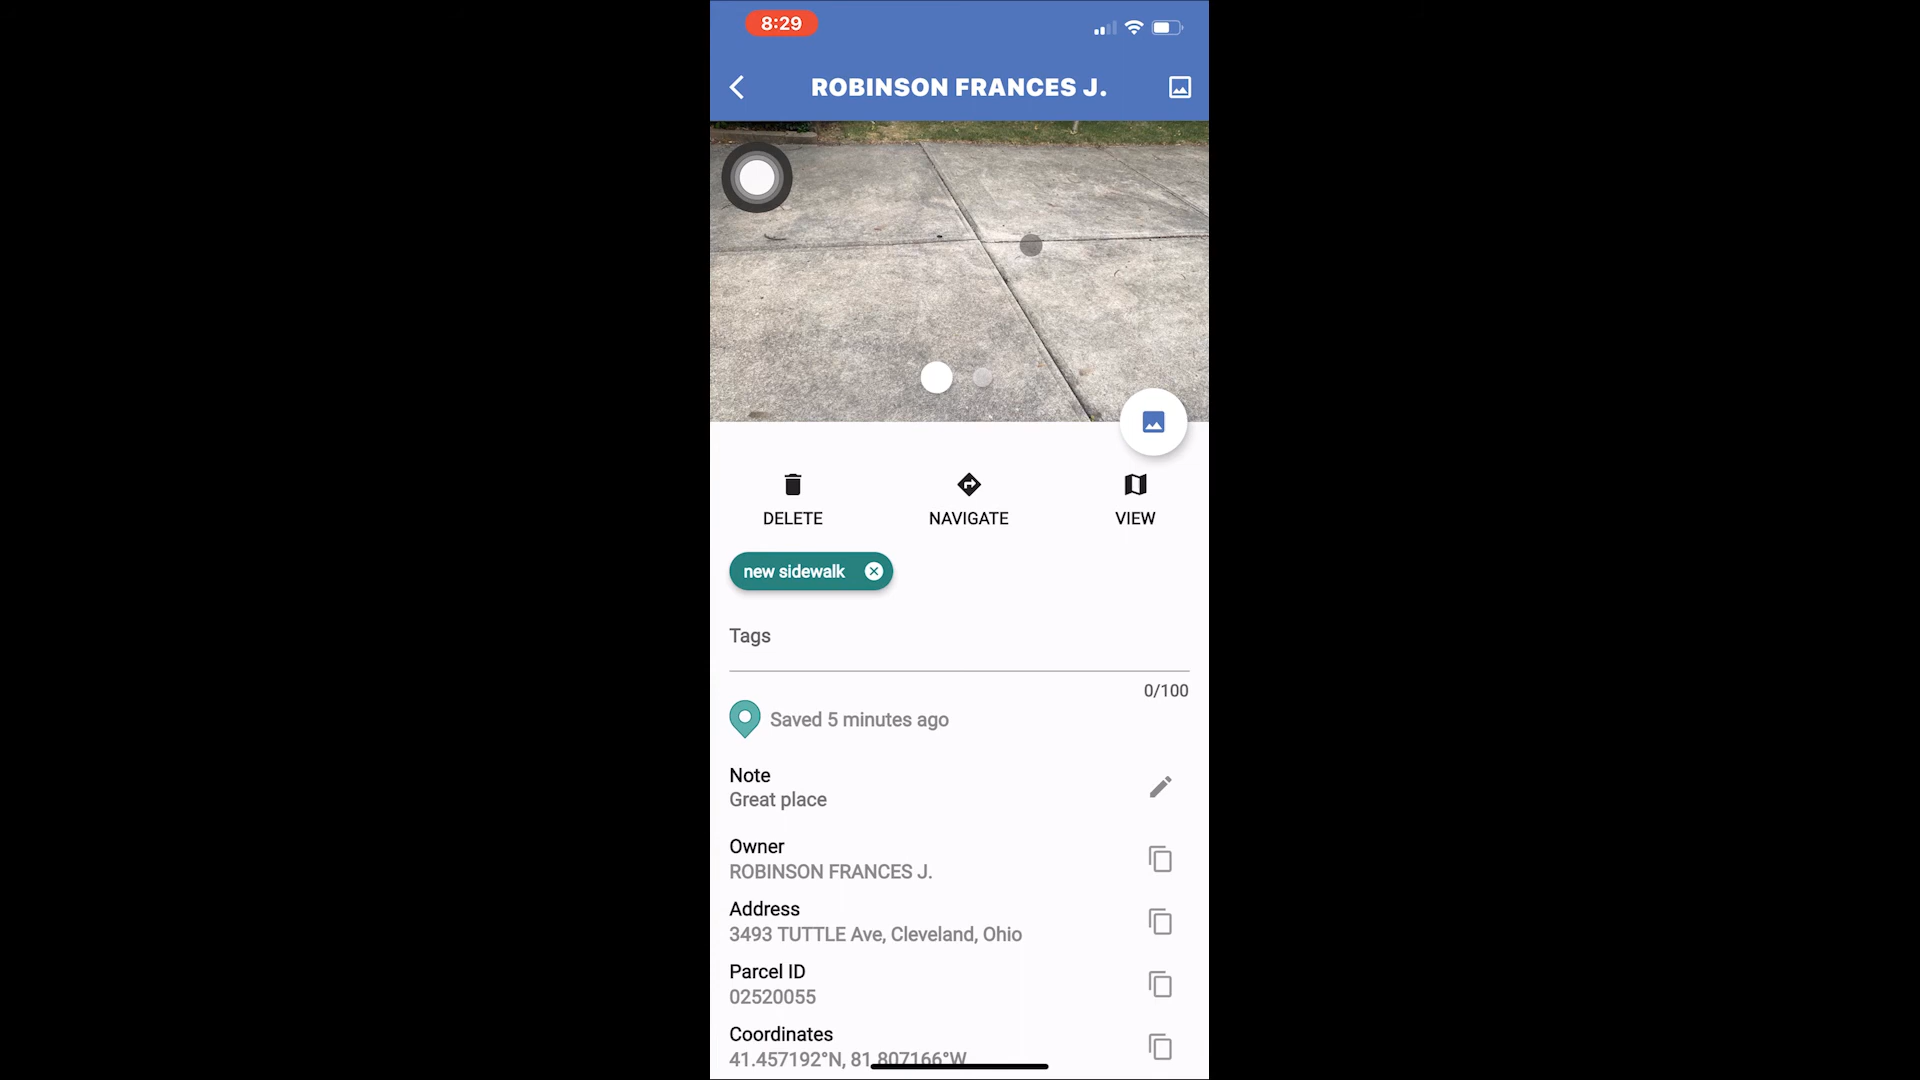 8:29
ROBINSON FRANCES J.
DELETE
NAVIGATE
VIEW
new sidewalk
Tags
0/100
Saved 5 minutes ago
Note
Great place
Owner
ROBINSON FRANCES J.
Address
3493 TUTTLE Ave, Cleveland, Ohio
Parcel ID
02520055
Coordinates
41.457192°N, 81.807166°W